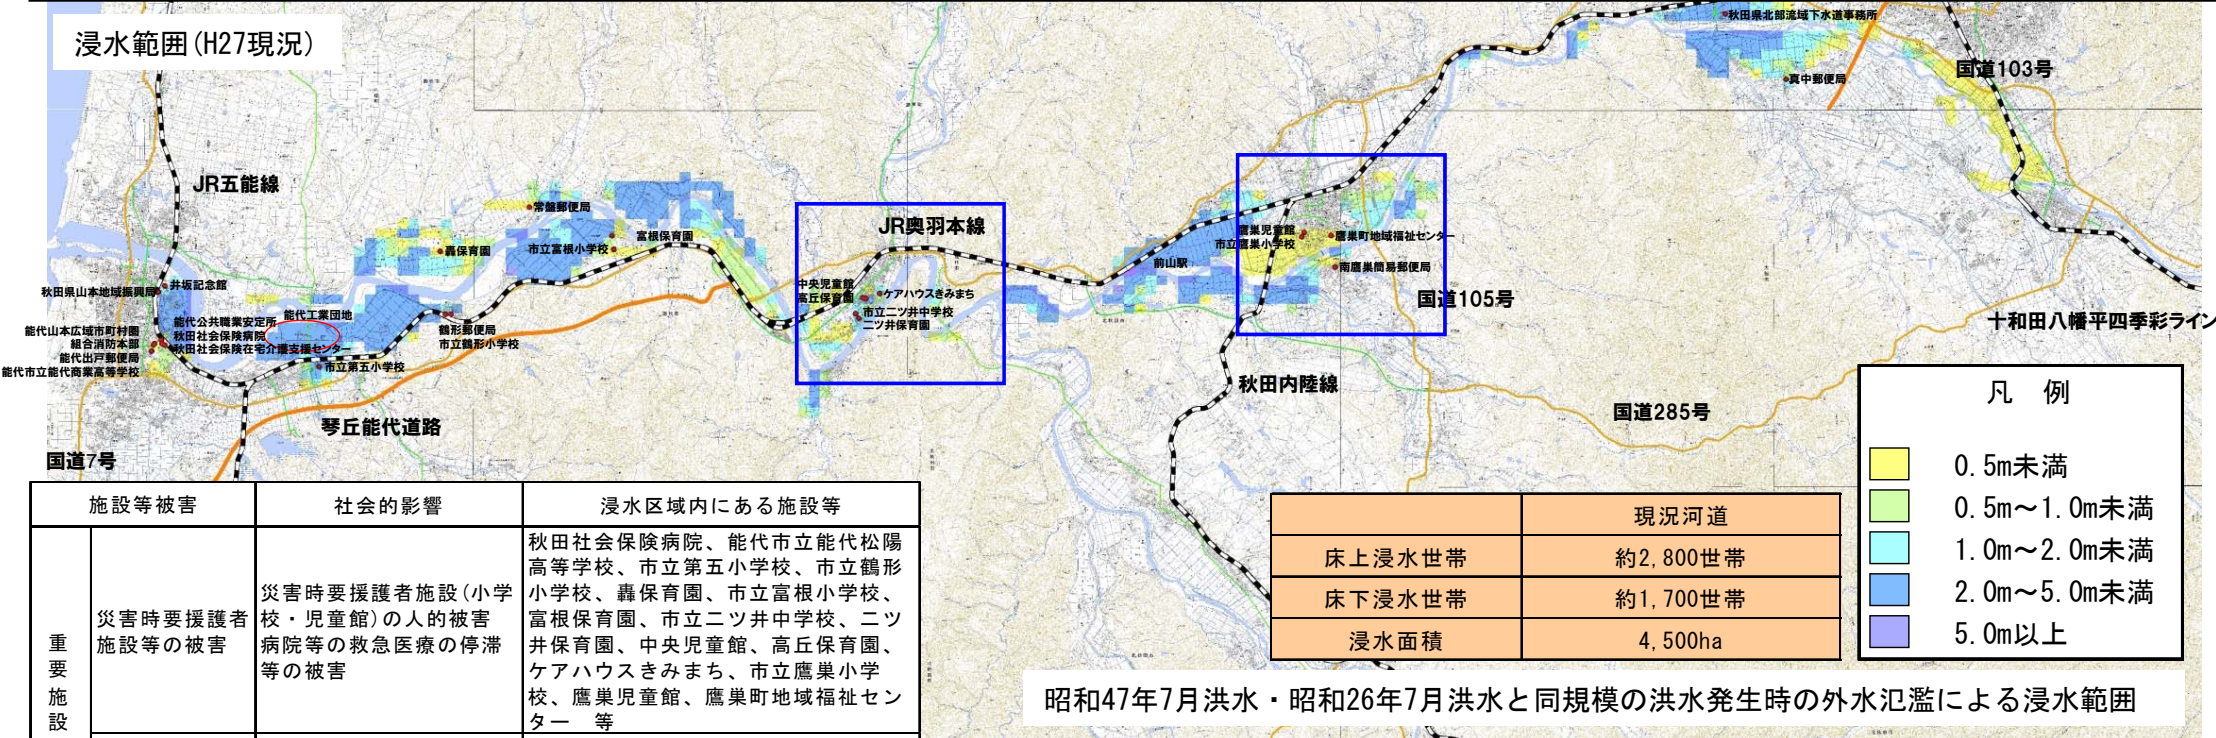 浸水範囲(H27現況)
秋田県北部流域下水道事務所
国道103号
真中郵便局
JR五能線
常盤郵便局
JR奥羽本線
富根保育園
市立富根小学校
轟保育園
鷹巣児童館
市立鷹巣小学校
鷹巣町地域福祉センター
前山駅
南鷹巣簡易郵便局
国道105号
秋田県山本地域振興局
井坂記念館
中央児童館
高丘保育園
ケアハウスきみまち
市立二ツ井中学校
二ツ井保育園
能代工業団地
能代公共職業安定所
秋田社会保険病院
秋田社会保険在宅介護支援センター
能代山本広域市町村圏
組合消防本部
能代出戸郵便局
能代市立能代商業高等学校
鶴形郵便局
市立鶴形小学校
市立第五小学校
十和田八幡平四季彩ライン
秋田内陸線
国道285号
琴丘能代道路
国道7号
凡 例
0.5m未満
0.5m～1.0m未満
1.0m～2.0m未満
2.0m～5.0m未満
5.0m以上
施設等被害 社会的影響 浸水区域内にある施設等
重要施設
災害時要援護者
施設等の被害
災害時要援護者施設(小学
校・児童館)の人的被害
病院等の救急医療の停滞
等の被害
秋田社会保険病院、能代市立能代松陽
高等学校、市立第五小学校、市立鶴形
小学校、轟保育園、市立富根小学校、
富根保育園、市立二ツ井中学校、二ツ
井保育園、中央児童館、高丘保育園、
ケアハウスきみまち、市立鷹巣小学
校、鷹巣児童館、鷹巣町地域福祉セン
ター 等
現況河道
床上浸水世帯 約2,800世帯
床下浸水世帯 約1,700世帯
浸水面積 4,500ha
昭和47年7月洪水・昭和26年7月洪水と同規模の洪水発生時の外水氾濫による浸水範囲